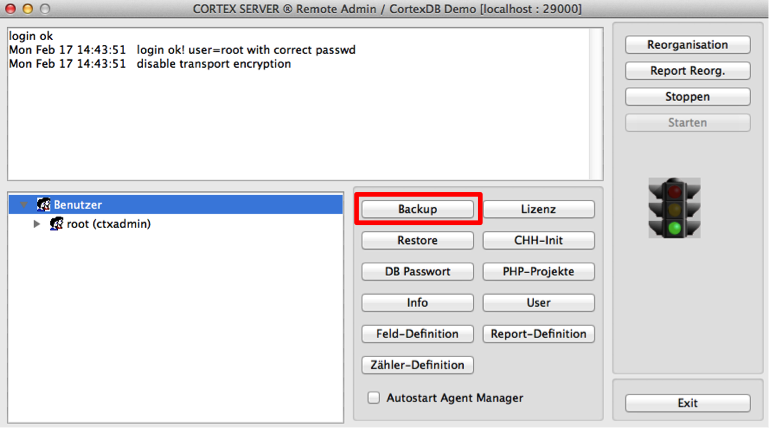 CORTEX SERVER ® Remote Admin / CortexDB Demo [localhost : 29000]
login ok
Mon Feb 17 14:43:51 login ok! user=root with correct passwd
Mon Feb 17 14:43:51 disable transport encryption
Reorganisation
Report Reorg.
Stoppen
Starten
Benutzer
root (ctxadmin)
Backup Lizenz
Restore CHH-Init
DB Passwort PHP-Projekte
Info User
Feld-Definition Report-Definition
Zähler-Definition
Autostart Agent Manager
Exit